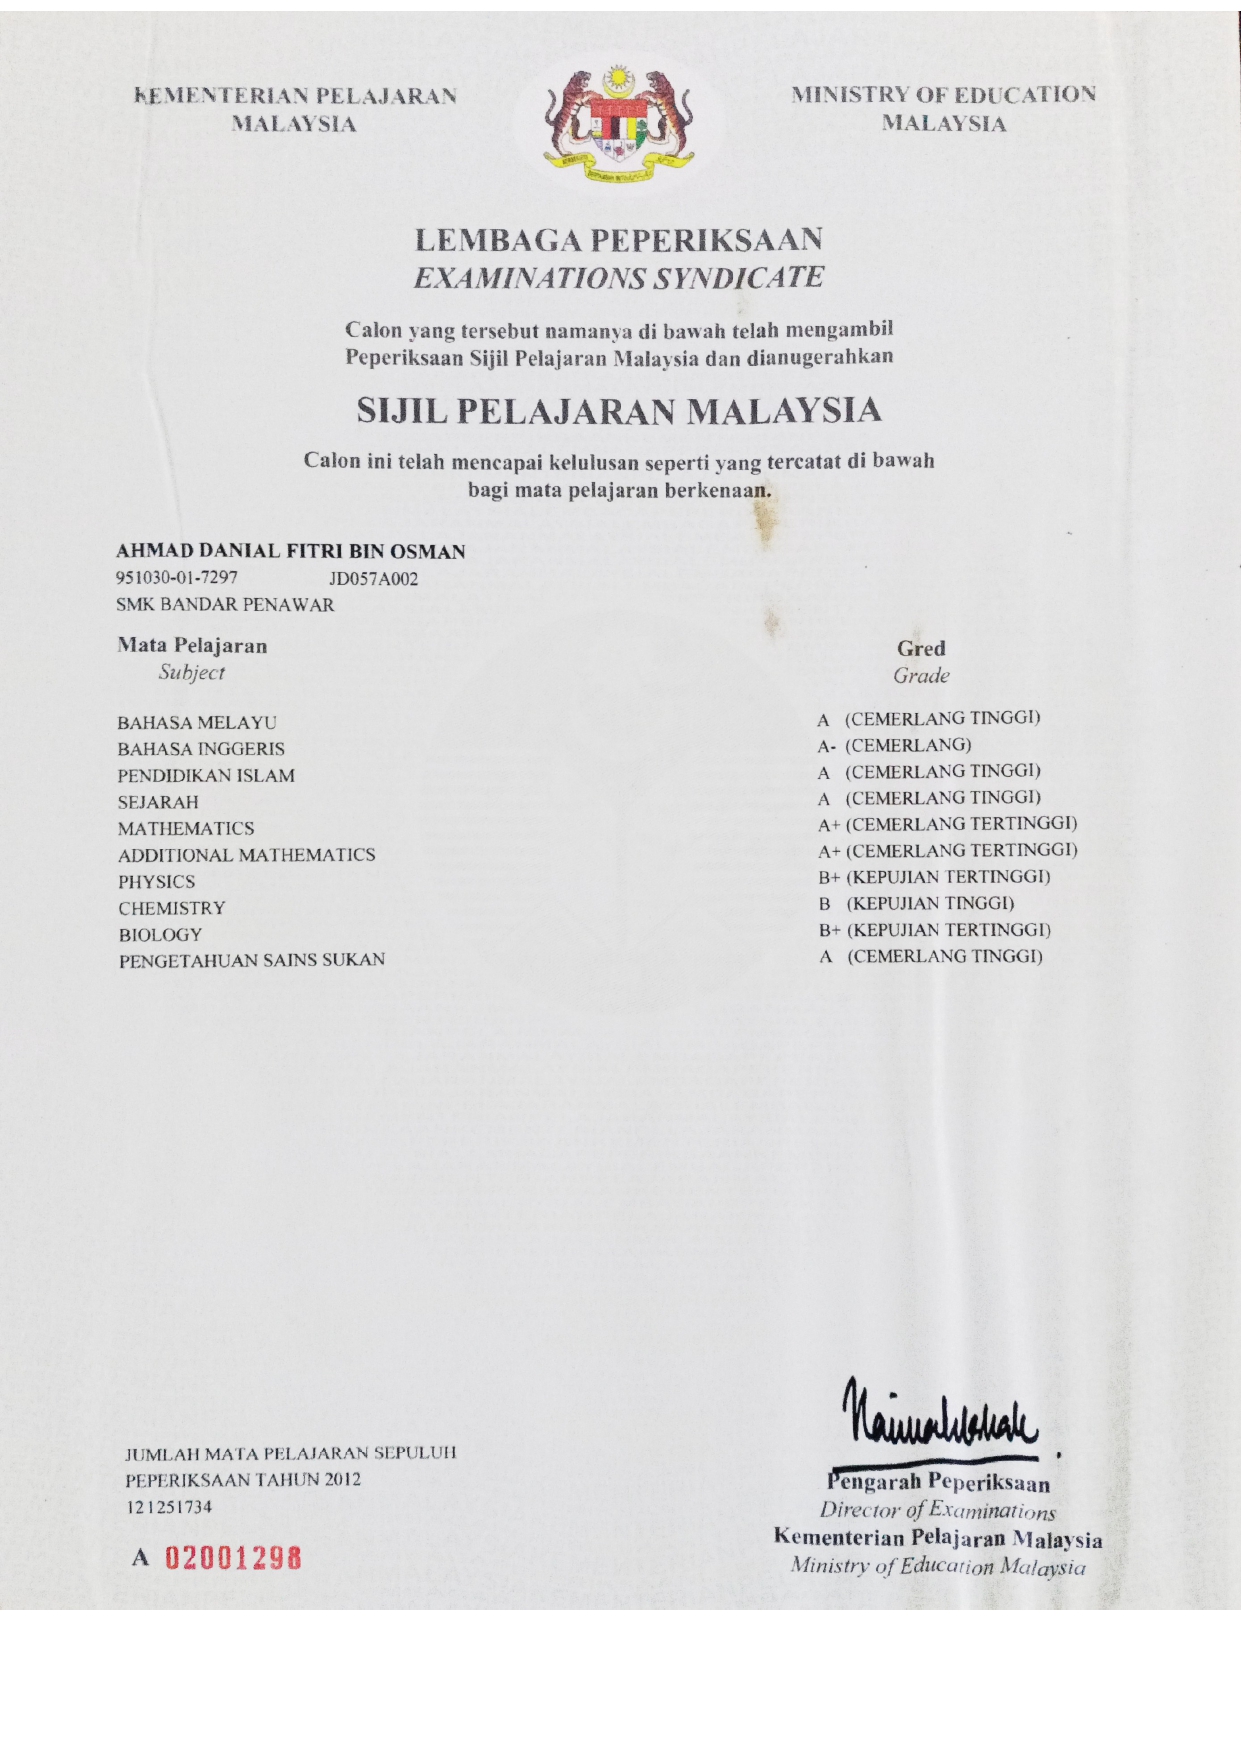 KEMENTERIAN PELAJARAN
MALAYSIA
MINISTRY OF EDUCATION
MALAYSIA
LEMBAGA PEPERIKSAAN
EXAMINATIONS SYNDICATE
Calon yang tersebut namanya di bawah telah mengambil
Peperiksaan Sijil Pelajaran Malaysia dan dianugerahkan
SIJIL PELAJARAN MALAYSIA
Calon ini telah mencapai kelulusan seperti yang tercatat di bawah
bagi mata pelajaran berkenaan.
AHMAD DANIAL FITRI BIN OSMAN
951030-01-7297 JD057A002
SMK BANDAR PENAWAR
Mata Pelajaran Gred
Subject Grade
BAHASA MELAYU A (CEMERLANG TINGGI)
BAHASA INGGERIS A- (CEMERLANG)
PENDIDIKAN ISLAM A (CEMERLANG TINGGI)
SEJARAH A (CEMERLANG TINGGI)
MATHEMATICS A+ (CEMERLANG TERTINGGI)
ADDITIONAL MATHEMATICS A+ (CEMERLANG TERTINGGI)
PHYSICS B+ (KEPUJIAN TERTINGGI)
CHEMISTRY B (KEPUJIAN TINGGI)
BIOLOGY B+ (KEPUJIAN TERTINGGI)
PENGETAHUAN SAINS SUKAN A (CEMERLANG TINGGI)
JUMLAH MATA PELAJARAN SEPULUH
PEPERIKSAAN TAHUN 2012
121251734
A 02001298
Pengarah Peperiksaan
Director of Examinations
Kementerian Pelajaran Malaysia
Ministry of Education Malaysia